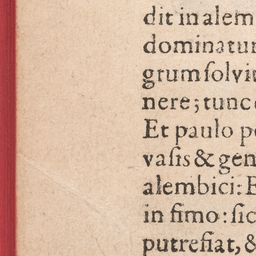 dit in alem
dominatur
grum ſolvit
nere; tunc
Et paulo p
vaſis & gen
alembici: E
in fimo: ſic
putrefiat, &